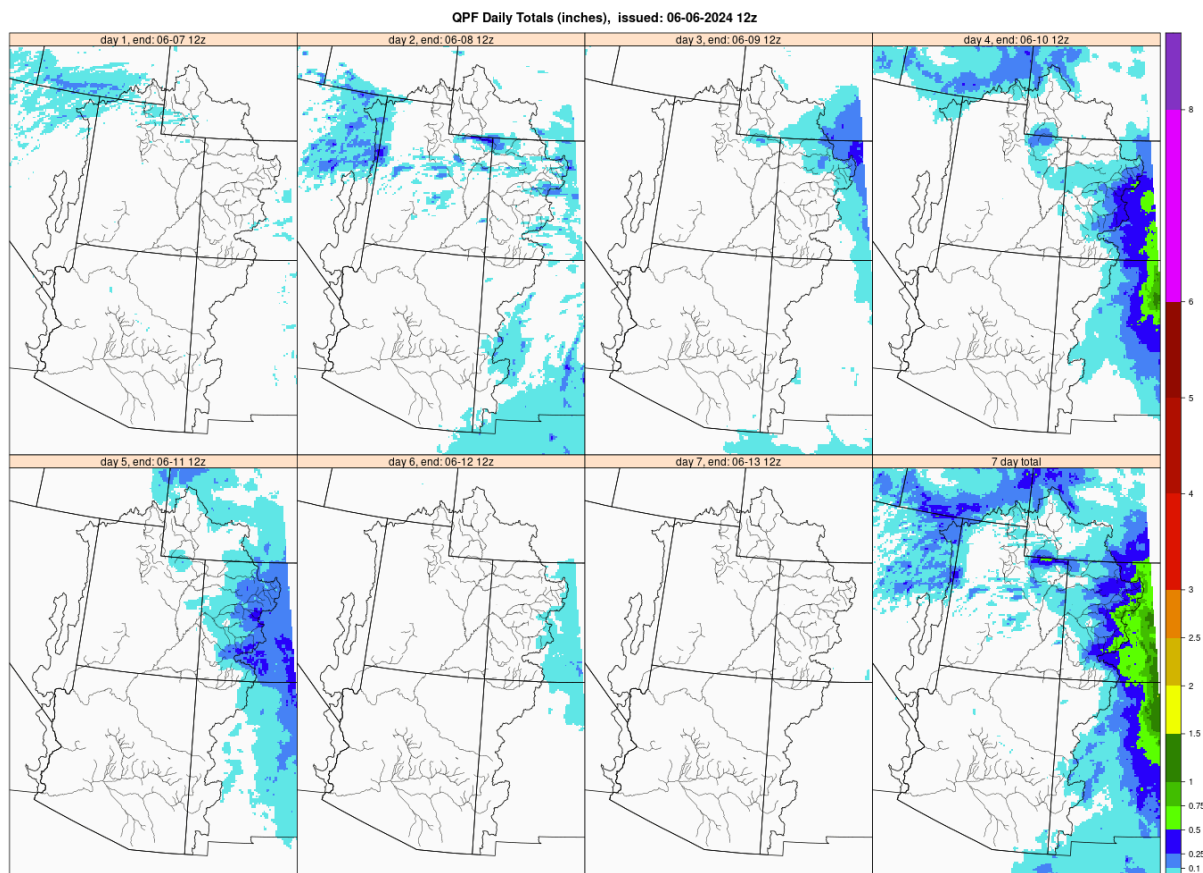 QPF Daily Totals (inches), issued: 06-06-2024 12z
day 1, end: 06-07 12z
day 2, end: 06-08 12z
day 3, end: 06-09 12z
day 4, end: 06-10 12z
day 5, end: 06-11 12z
day 6, end: 06-12 12z
day 7, end: 06-13 12z
7 day total
8
6
5
4
3
2.5
2
1.5
1
0.75
0.5
0.25
0.1